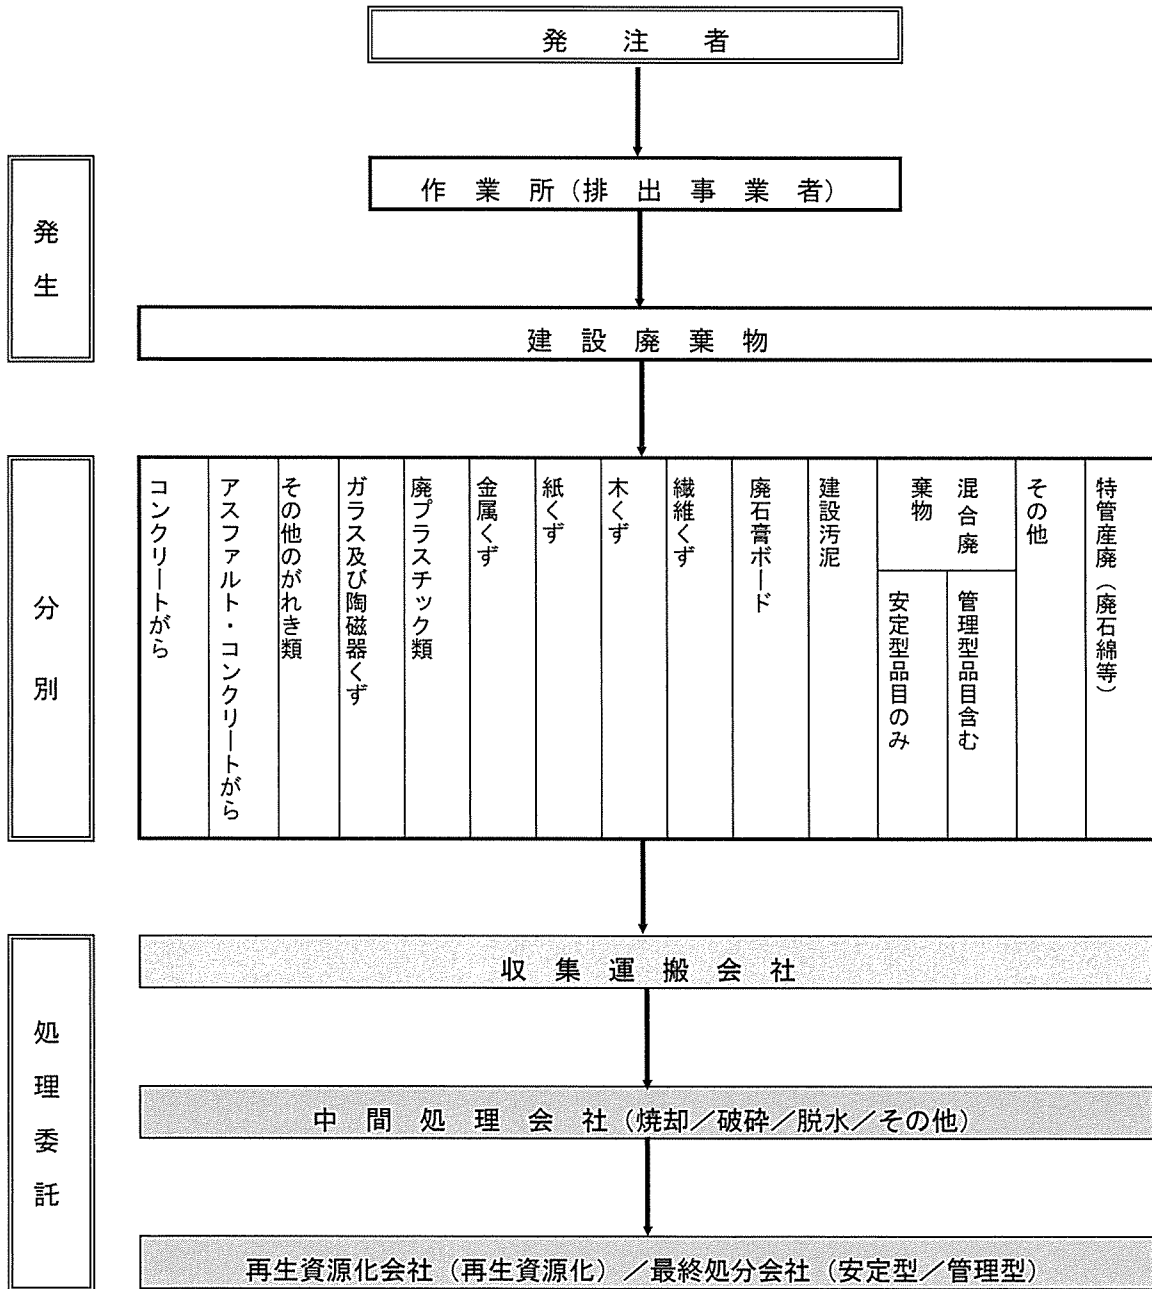 発注者
作業所（排出事業者）
発生
建設廃棄物
分別
コンクリートがら
アスファルト・コンクリートがら
その他のがれき類
ガラス及び陶磁器くず
廃プラスチック類
金属くず
紙くず
木くず
繊維くず
廃石膏ボード
建設汚泥
混合廃
棄物
安定型品目のみ
管理型品目含む
その他
特管産廃（廃石綿等）
処理委託
収集運搬会社
中間処理会社（焼却／破砕／脱水／その他）
再生資源化会社（再生資源化）／最終処分会社（安定型／管理型）